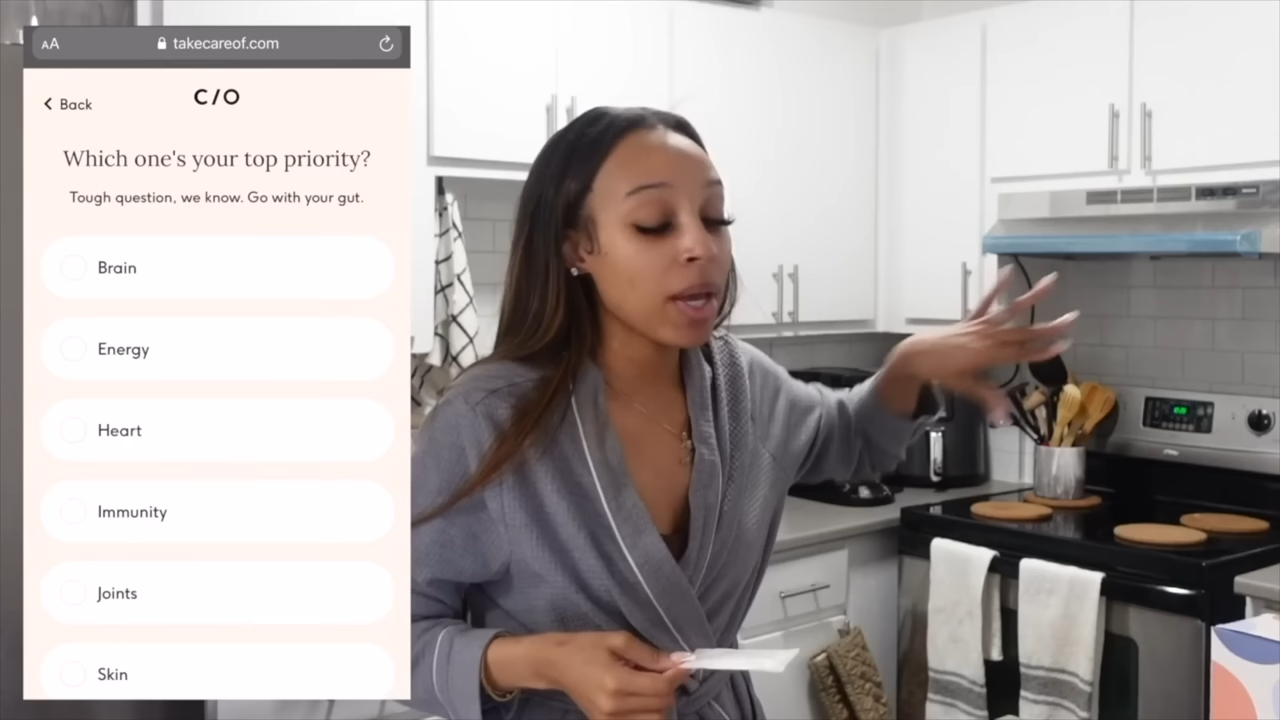 AA takecareof.com
Back
C/O
Which one's your top priority?
Tough question, we know. Go with your gut.
Brain
Energy
Heart
Immunity
Joints
Skin